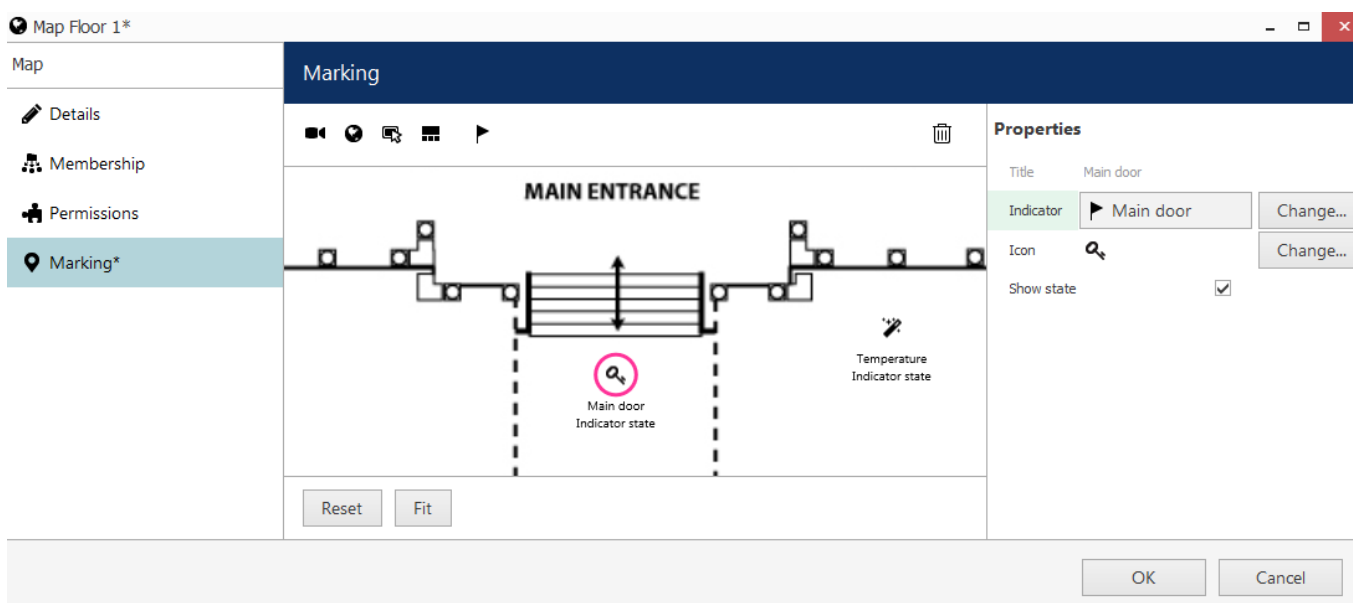 Map Floor 1*
Map
Details
Membership
Permissions
Marking*
Marking
MAIN ENTRANCE
Temperature
Indicator state
Main door
Indicator state
Reset
Fit
Properties
Title Main door
Indicator Main door Change...
Icon Change...
Show state
OK
Cancel